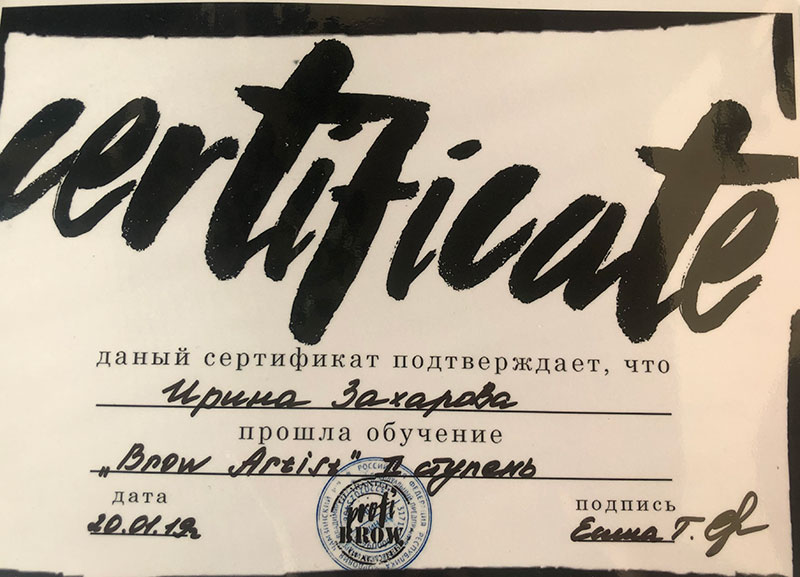 certificate
даный сертификат подтверждает, что
Ирина Захарова
прошла обучение
„Brow Artist" I ступень
дата
подпись
20.01.19г
profi
BROW